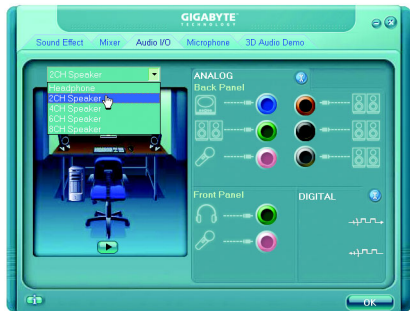 GIGABYTE
TECHNOLOGY
Sound Effect Mixer Audio I/O Microphone 3D Audio Demo
2CH Speaker
Headphone
2CH Speaker
4CH Speaker
6CH Speaker
8CH Speaker
ANALOG
Back Panel
Front Panel
DIGITAL
OK